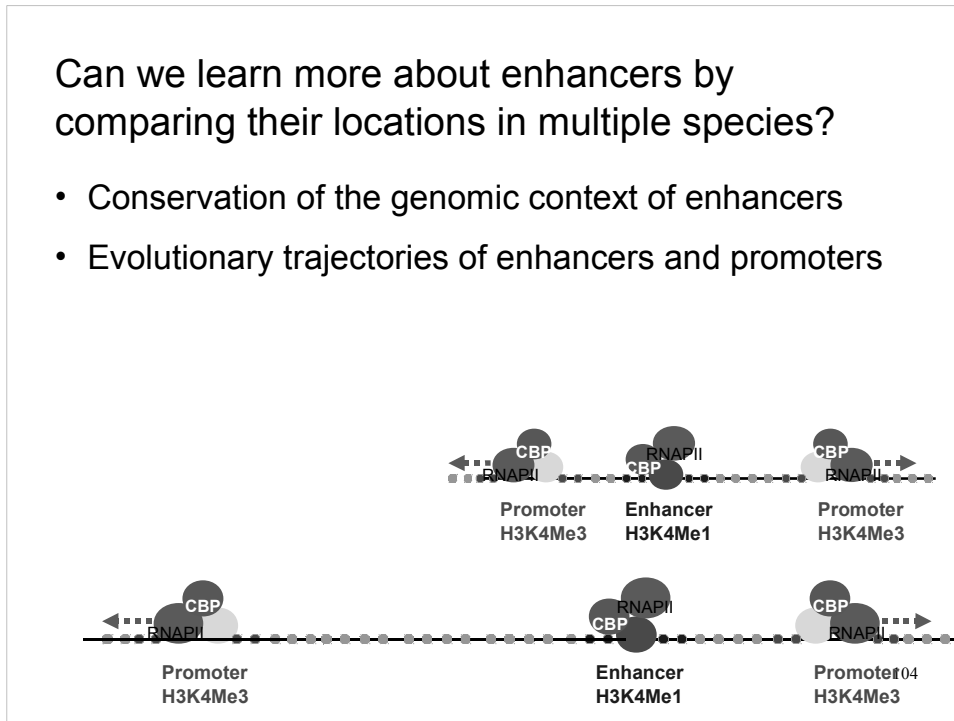 Can we learn more about enhancers by
comparing their locations in multiple species?
• Conservation of the genomic context of enhancers
• Evolutionary trajectories of enhancers and promoters
CBP RNAPII CBP RNAPII CBP RNAPII
Promoter Enhancer Promoter
H3K4Me3 H3K4Me1 H3K4Me3
CBP RNAPII CBP RNAPII CBP RNAPII
Promoter Enhancer Promoter 104
H3K4Me3 H3K4Me1 H3K4Me3